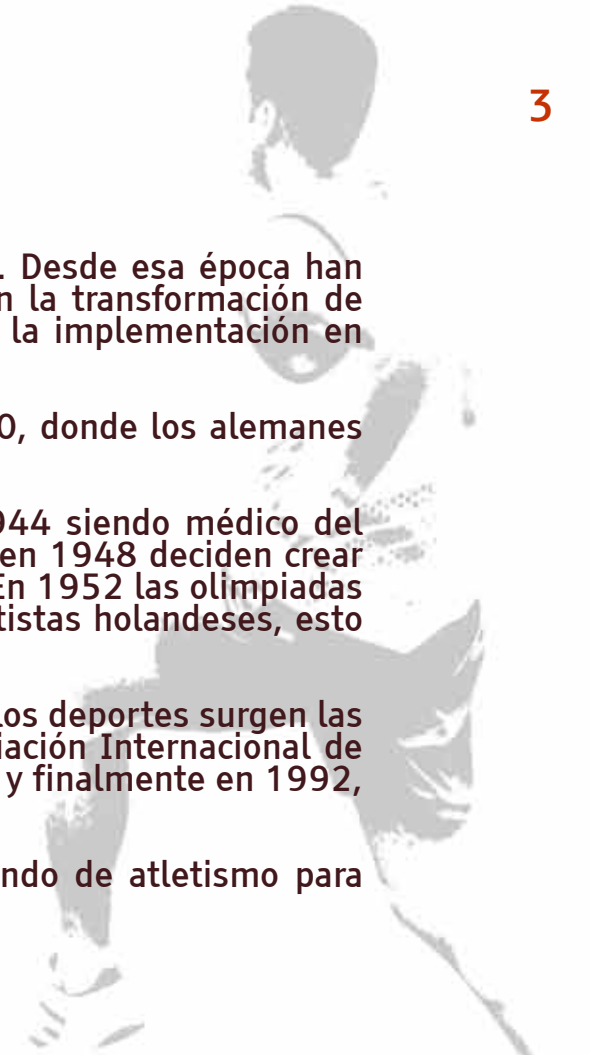 3
. Desde esa época han
n la transformación de
la implementación en
0, donde los alemanes
944 siendo médico del
en 1948 deciden crear
En 1952 las olimpiadas
tistas holandeses, esto
los deportes surgen las
iación Internacional de
y finalmente en 1992,
ndo de atletismo para